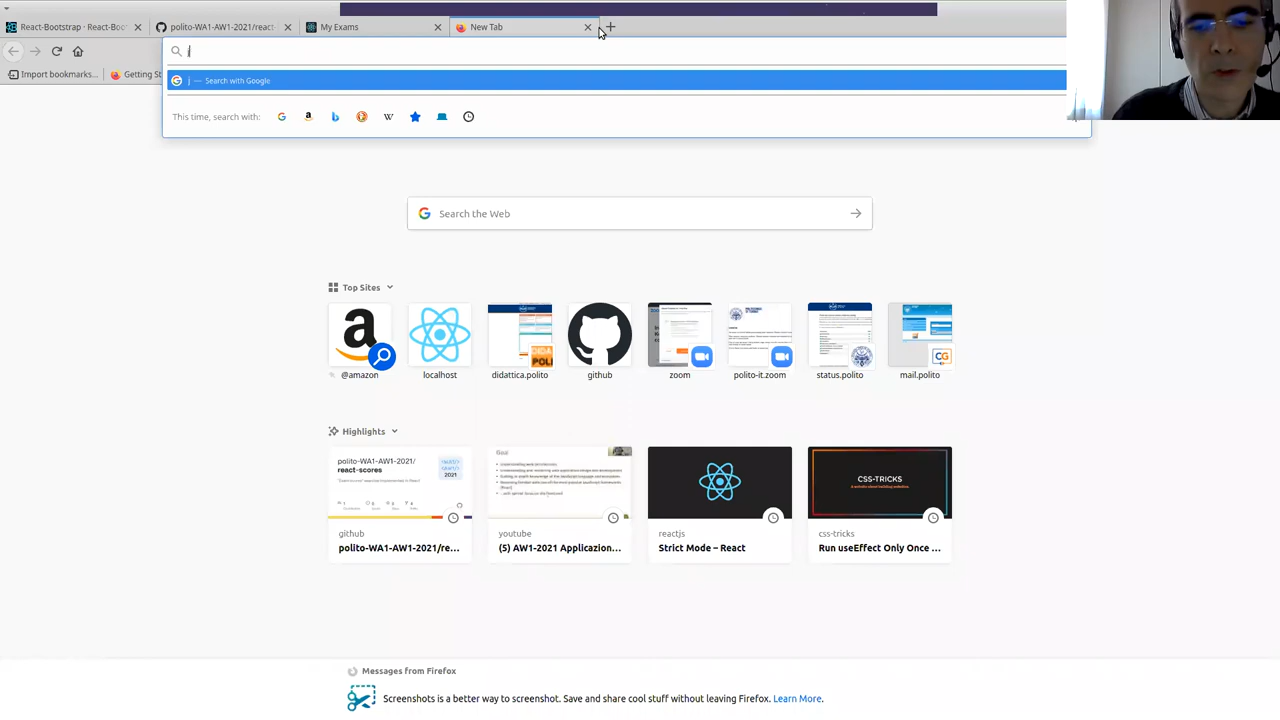 React-Bootstrap · React-Boo
polito-WA1-AW1-2021/react-
My Exams
New Tab
j
Import bookmarks...
Getting St
j — Search with Google
This time, search with:
Search the Web
Top Sites
@amazon
localhost
didattica.polito
github
zoom
polito-it.zoom
status.polito
mail.polito
Highlights
polito-WA1-AW1-2021/
react-scores
2021
Goal
CSS-TRICKS
github
polito-WA1-AW1-2021/re...
youtube
(5) AW1-2021 Applicazion...
reactjs
Strict Mode – React
css-tricks
Run useEffect Only Once ...
Messages from Firefox
Screenshots is a better way to screenshot. Save and share cool stuff without leaving Firefox. Learn More.